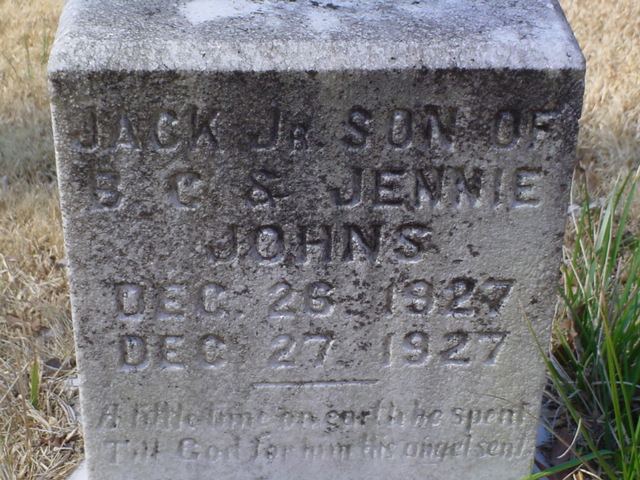 JACK JR SON OF
B C & JENNIE
JOHNS
DEC. 26 1927
DEC 27 1927
A little time on earth he spent
Till God for him his angel sent